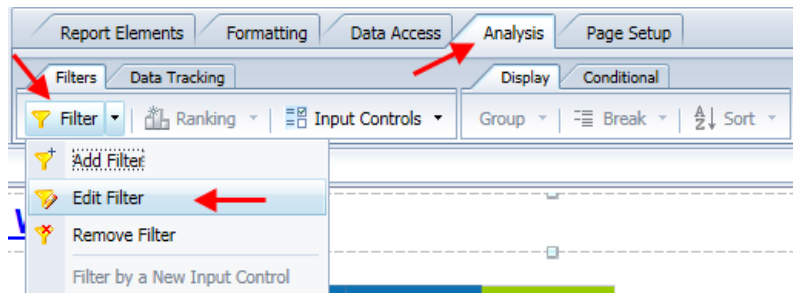 Report Elements Formatting Data Access Analysis Page Setup
Filters Data Tracking Display Conditional
Filter Ranking Input Controls Group Break A Z Sort
Add Filter
Edit Filter
Remove Filter
Filter by a New Input Control